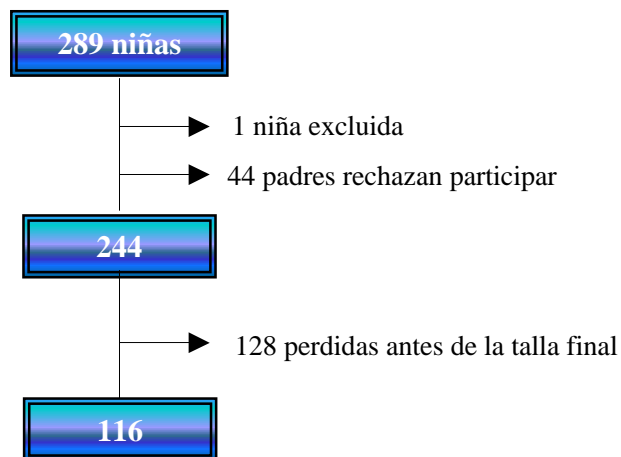 289 niñas
1 niña excluida
44 padres rechazan participar
244
128 perdidas antes de la talla final
116